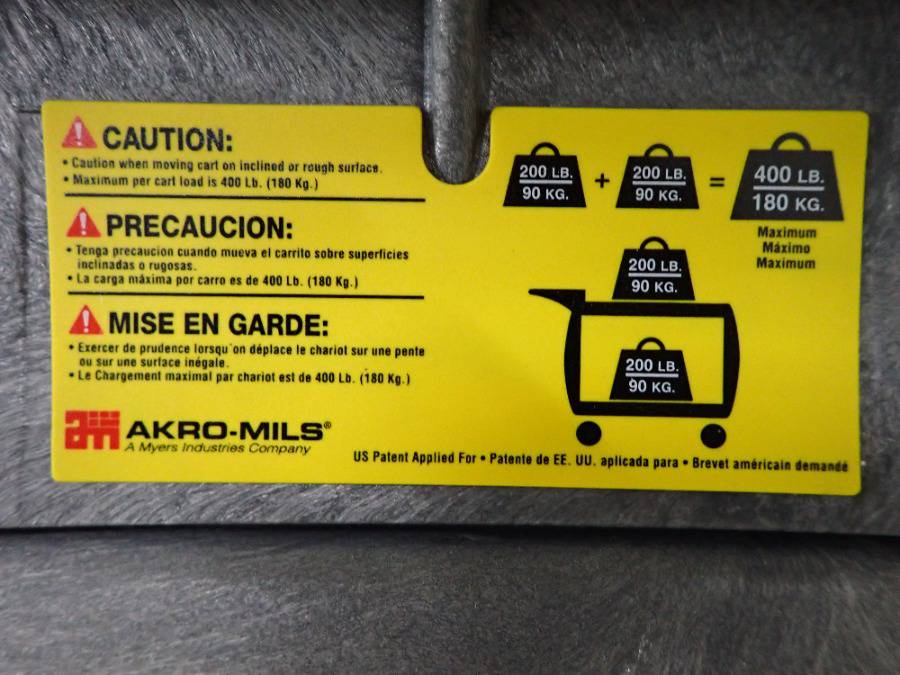 CAUTION:
• Caution when moving cart on inclined or rough surface.
• Maximum per cart load is 400 Lb. (180 Kg.)
PRECAUCION:
• Tenga precaucion cuando mueva el carrito sobre superficies
inclinadas o rugosas.
• La carga máxima por carro es de 400 Lb. (180 Kg.)
MISE EN GARDE:
• Exercer de prudence lorsqu'on déplace le chariot sur une pente
ou sur une surface inégale.
• Le Chargement maximal par chariot est de 400 Lb. (180 Kg.)
AKRO-MILS®
A Myers Industries Company
200 LB.
90 KG.
+
200 LB.
90 KG.
=
400 LB.
180 KG.
Maximum
Máximo
Maximum
200 LB.
90 KG.
200 LB.
90 KG.
US Patent Applied For • Patente de EE. UU. aplicada para • Brevet américain demandé